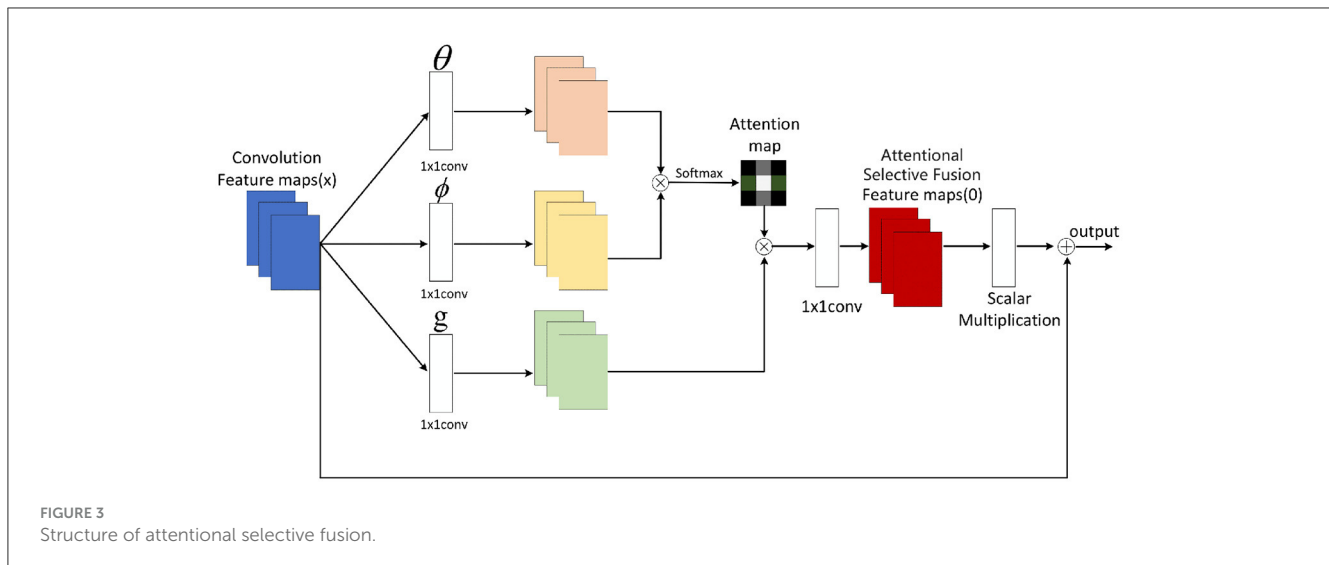 θ
1x1conv
Convolution
Feature maps(x)
ϕ
1x1conv
g
1x1conv
Softmax
Attention
map
1x1conv
Attentional
Selective Fusion
Feature maps(0)
Scalar
Multiplication
output
FIGURE 3
Structure of attentional selective fusion.